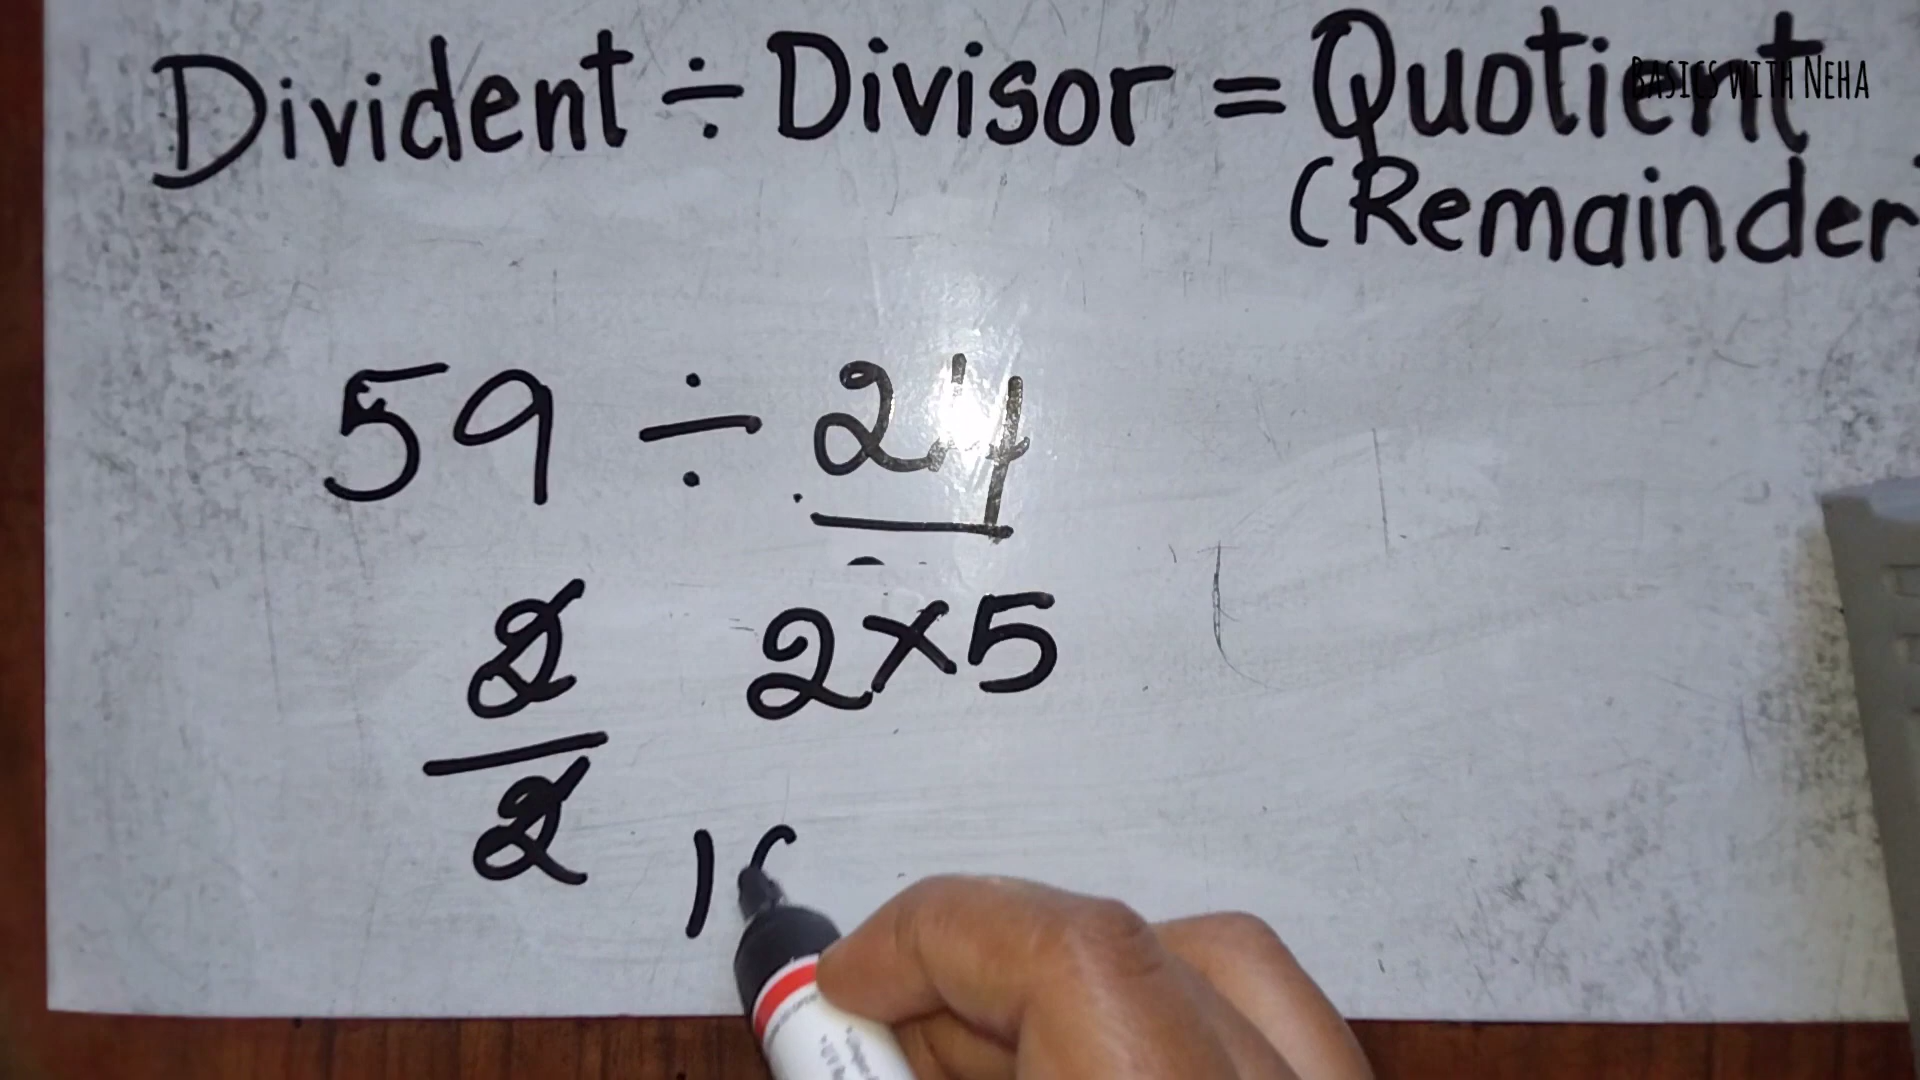 Divident ÷ Divisor = Quotient
Basics with Neha
(Remainder
59 ÷ 24
2 2×5
2
1